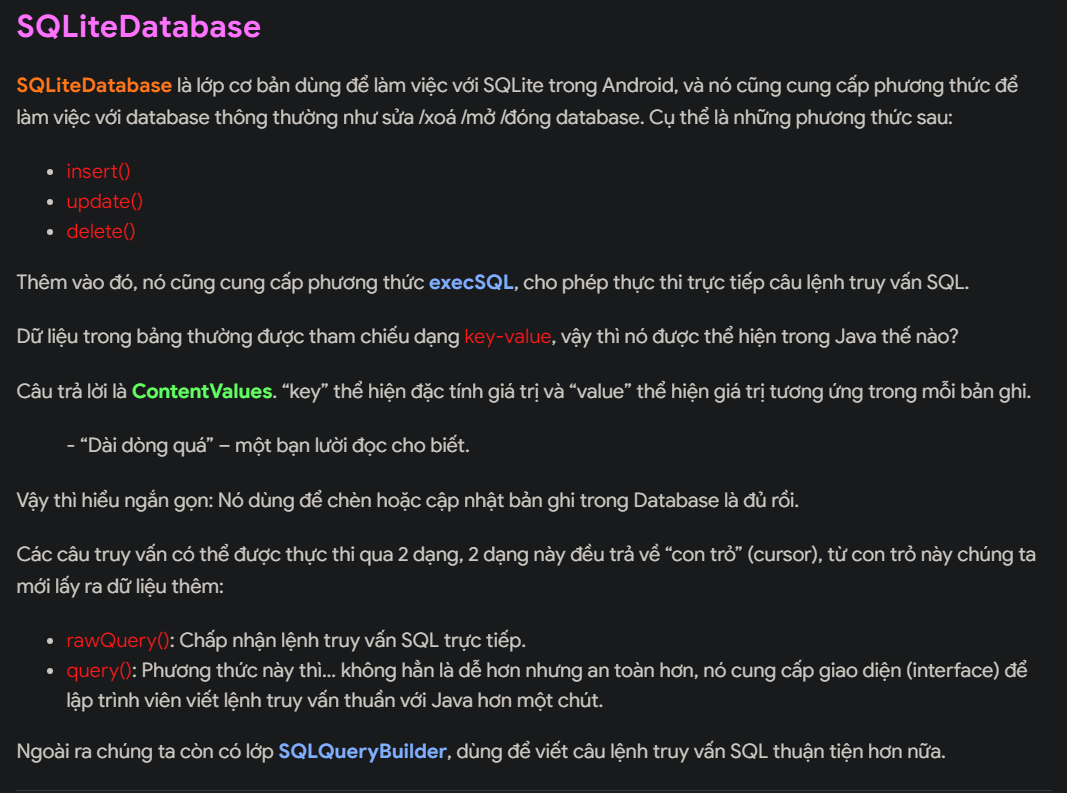 SQLiteDatabase
SQLiteDatabase là lớp cơ bản dùng để làm việc với SQLite trong Android, và nó cũng cung cấp phương thức để
làm việc với database thông thường như sửa /xoá /mở /đóng database. Cụ thể là những phương thức sau:
• insert()
• update()
• delete()
Thêm vào đó, nó cũng cung cấp phương thức execSQL, cho phép thực thi trực tiếp câu lệnh truy vấn SQL.
Dữ liệu trong bảng thường được tham chiếu dạng key-value, vậy thì nó được thể hiện trong Java thế nào?
Câu trả lời là ContentValues. “key” thể hiện đặc tính giá trị và “value” thể hiện giá trị tương ứng trong mỗi bản ghi.
- “Dài dòng quá” – một bạn lười đọc cho biết.
Vậy thì hiểu ngắn gọn: Nó dùng để chèn hoặc cập nhật bản ghi trong Database là đủ rồi.
Các câu truy vấn có thể được thực thi qua 2 dạng, 2 dạng này đều trả về “con trỏ” (cursor), từ con trỏ này chúng ta
mới lấy ra dữ liệu thêm:
• rawQuery(): Chấp nhận lệnh truy vấn SQL trực tiếp.
• query(): Phương thức này thì... không hẳn là dễ hơn nhưng an toàn hơn, nó cung cấp giao diện (interface) để
lập trình viên viết lệnh truy vấn thuần với Java hơn một chút.
Ngoài ra chúng ta còn có lớp SQLQueryBuilder, dùng để viết câu lệnh truy vấn SQL thuận tiện hơn nữa.